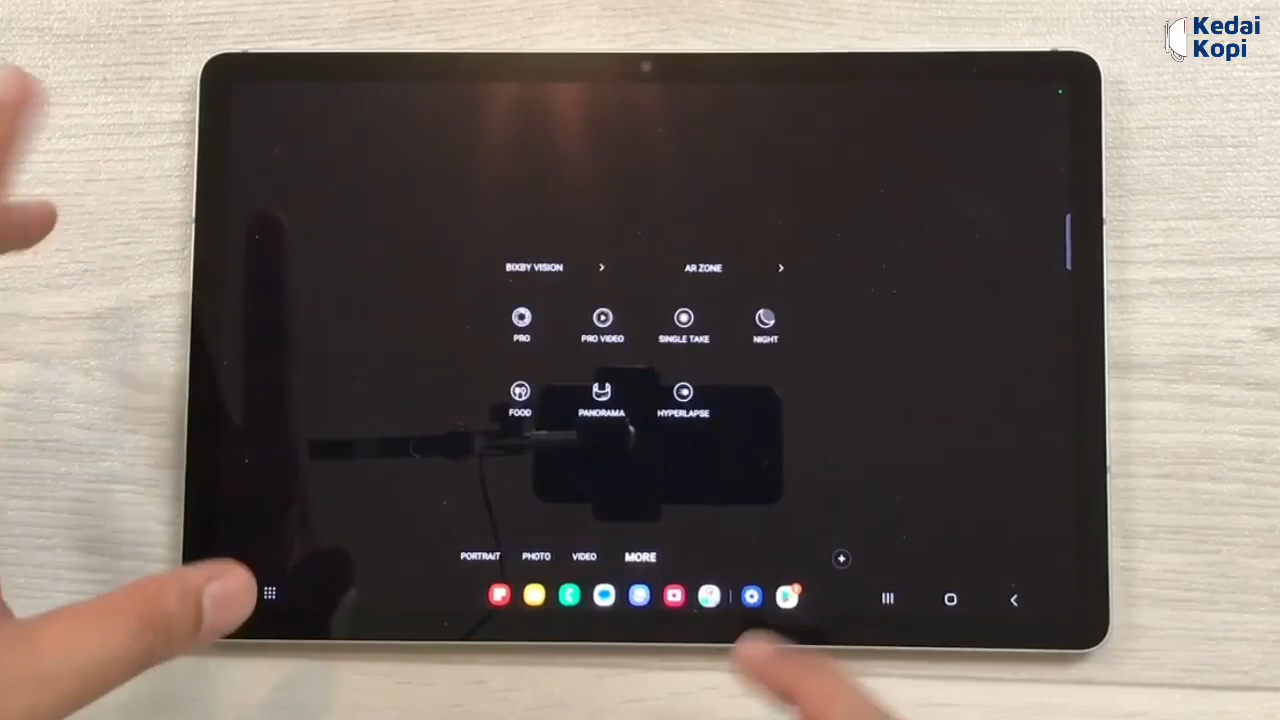 Kedai
Kopi
BIXBY VISION
AR ZONE
PRO
PRO VIDEO
SINGLE TAKE
NIGHT
FOOD
PANORAMA
HYPERLAPSE
PORTRAIT
PHOTO
VIDEO
MORE